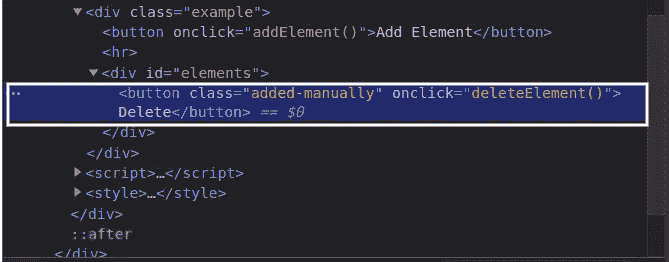 ▼<div class="example">
<button onclick="addElement()">Add Element</button>
<hr>
▼<div id="elements">
<button class="added-manually" onclick="deleteElement()">
Delete</button> == $0
</div>
</div>
▶<script>…</script>
▶<style>…</style>
</div>
::after
</div>